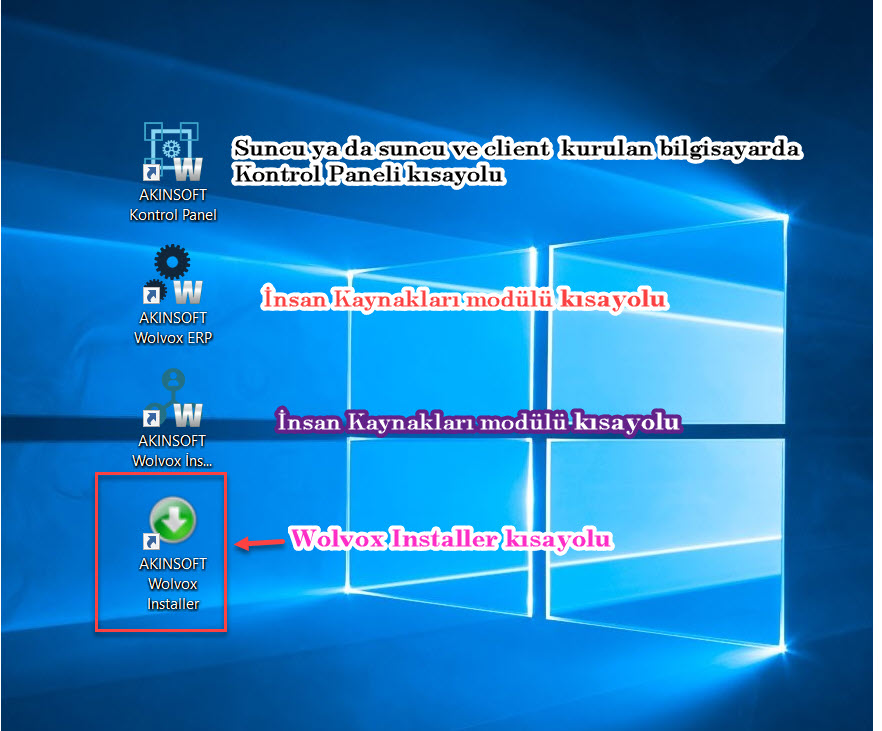 Suncu ya da suncu ve client kurulan bilgisayarda
Kontrol Paneli kısayolu
AKINSOFT
Kontrol Panel
İnsan Kaynakları modülü kısayolu
W
AKINSOFT
Wolvox ERP
İnsan Kaynakları modülü kısayolu
W
AKINSOFT
Wolvox İns...
Wolvox Installer kısayolu
AKINSOFT
Wolvox
Installer